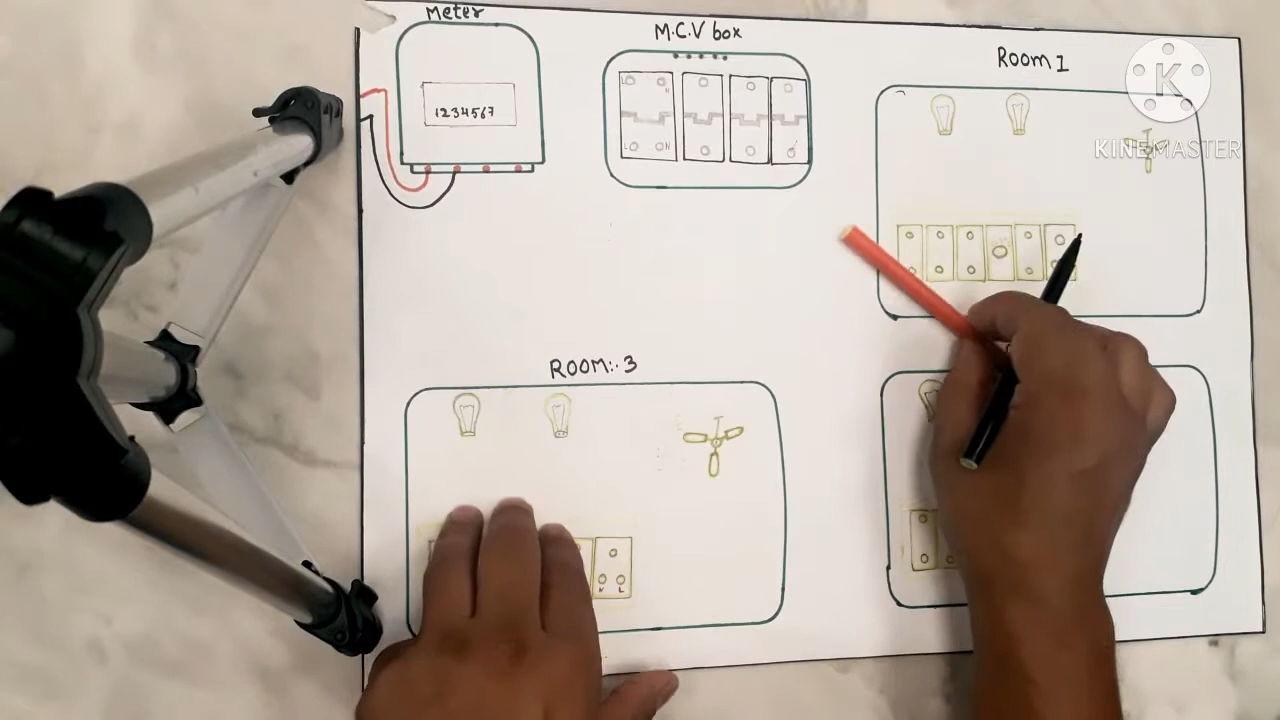 Meter
M.C.V box
Room 1
K
KINEMASTER
1234567
L N
L N
ROOM:- 3
N L